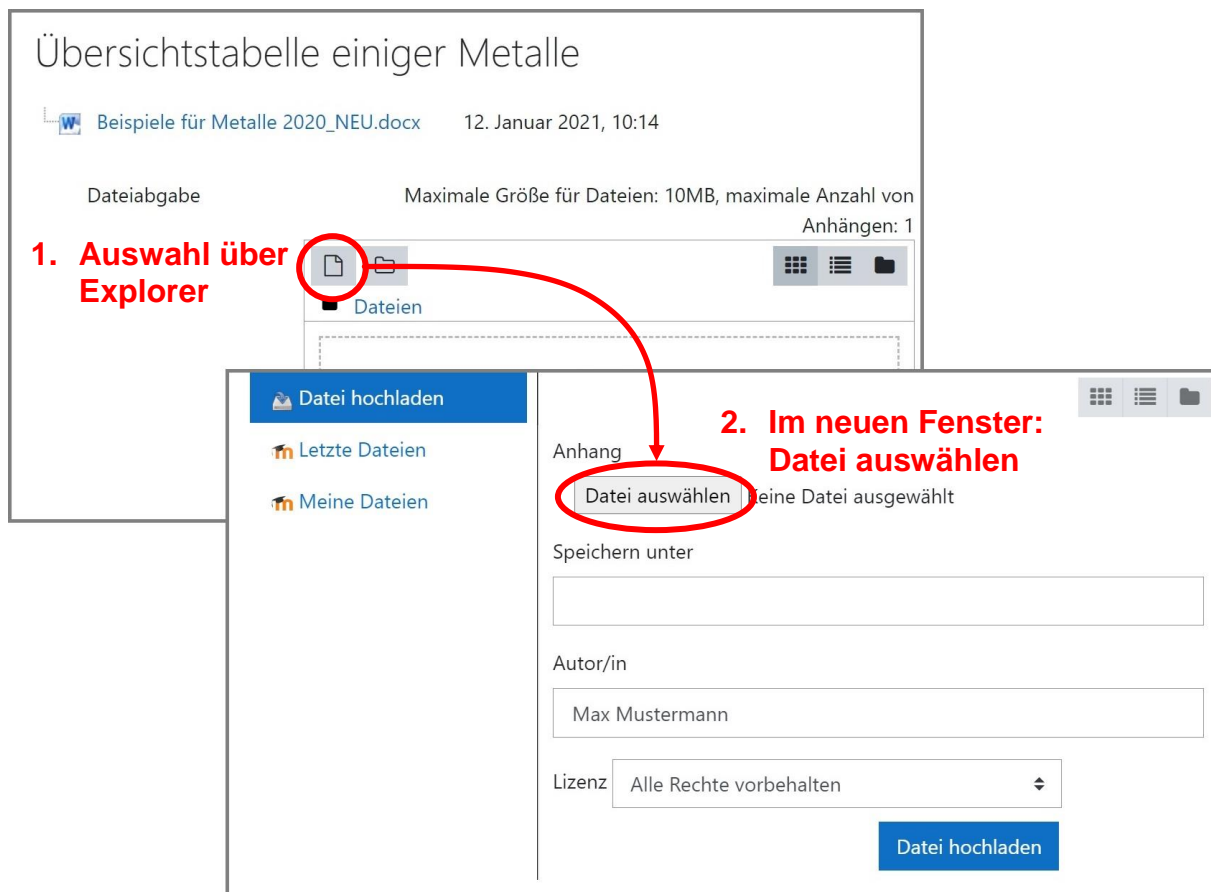 Übersichtstabelle einiger Metalle
Beispiele für Metalle 2020_NEU.docx 12. Januar 2021, 10:14
Dateiabgabe
Maximale Größe für Dateien: 10MB, maximale Anzahl von
Anhängen: 1
1. Auswahl über
Explorer
Dateien
Datei hochladen
Letzte Dateien
Meine Dateien
2. Im neuen Fenster:
Datei auswählen
Anhang
Datei auswählen Keine Datei ausgewählt
Speichern unter
Autor/in
Max Mustermann
Lizenz Alle Rechte vorbehalten
Datei hochladen